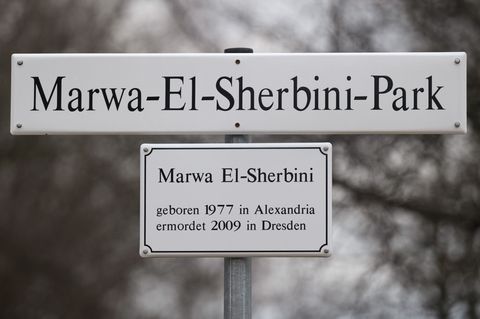 Marwa-El-Sherbini-Park
Marwa El-Sherbini
geboren 1977 in Alexandria
ermordet 2009 in Dresden